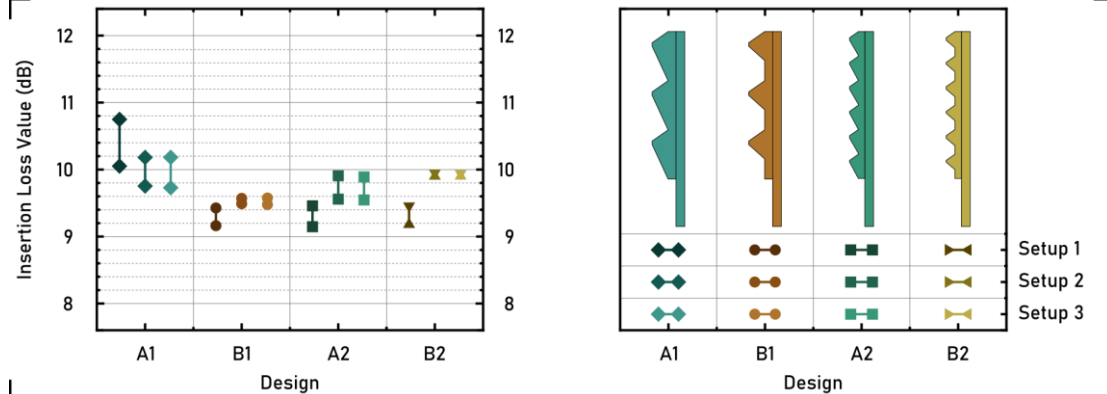 12 12
11 11
10 10
9 9
8 8
Insertion Loss Value (dB)
A1 B1 A2 B2
Design
Setup 1
Setup 2
Setup 3
A1 B1 A2 B2
Design